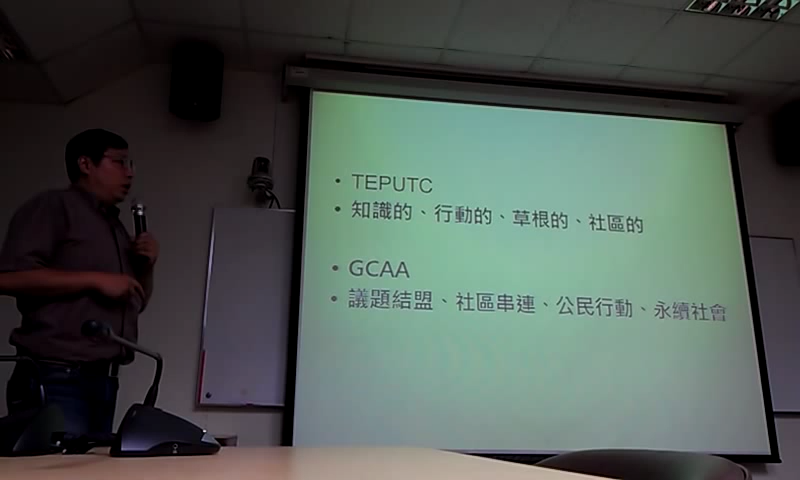 • TEPUTC
• 知識的、行動的、草根的、社區的
• GCAA
• 議題結盟、社區串連、公民行動、永續社會